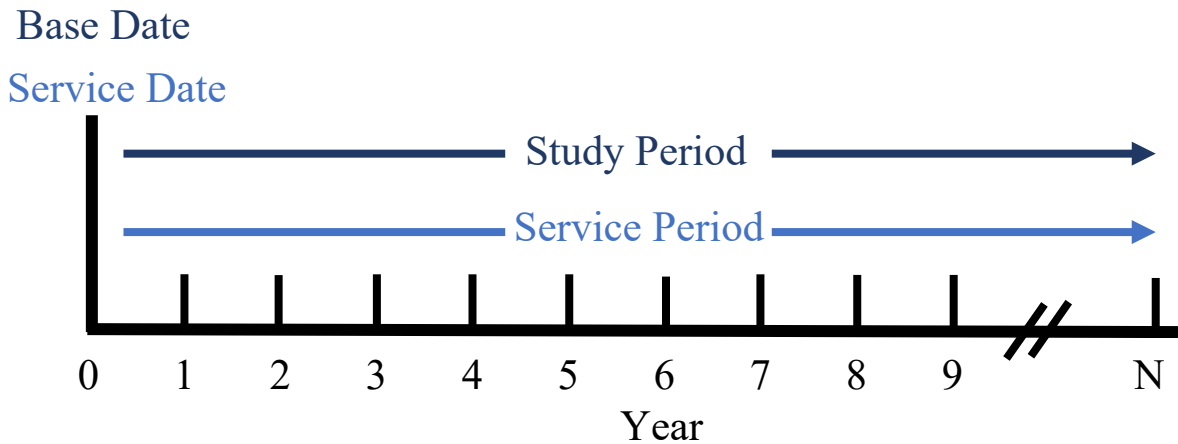 Base Date
Service Date
Study Period
Service Period
0 1 2 3 4 5 6 7 8 9 N
Year